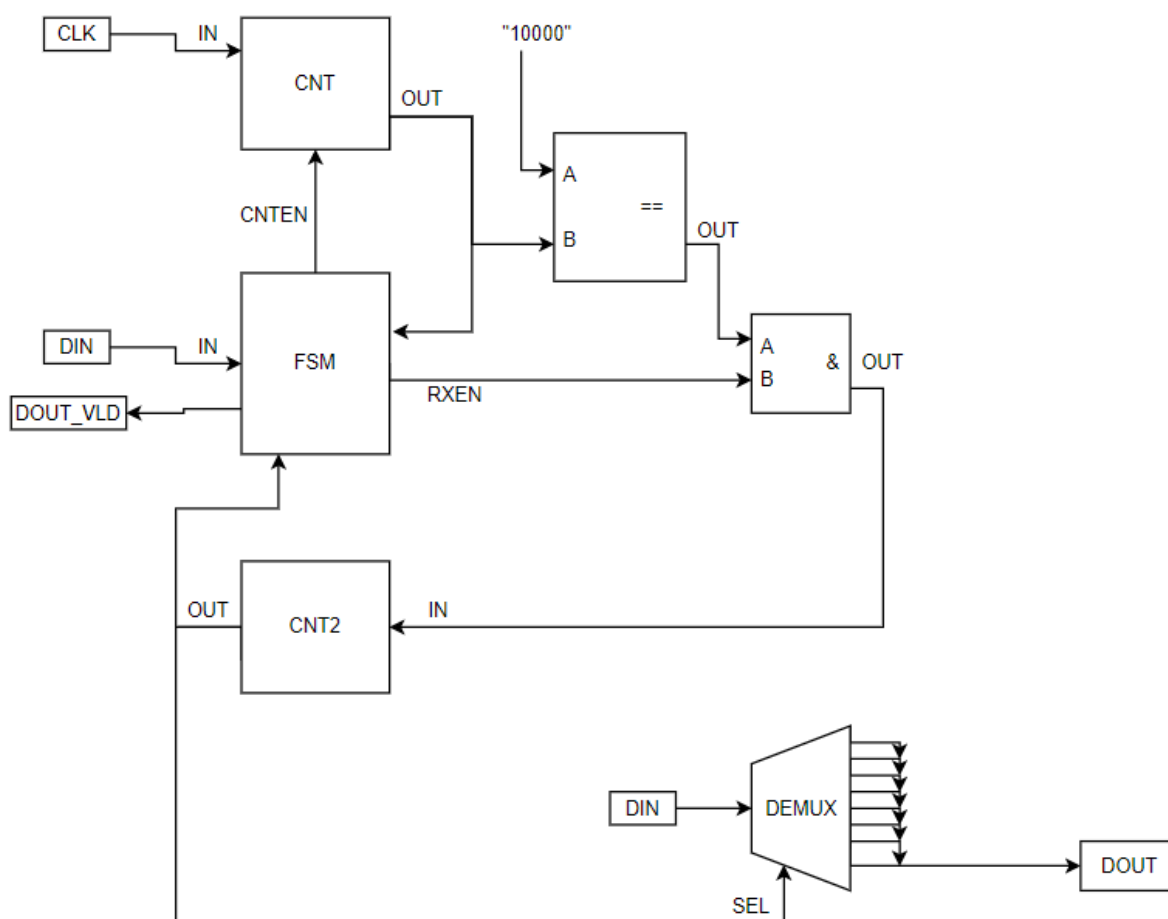 CLK
IN
CNT
OUT
"10000"
A
B
==
OUT
CNTEN
DIN
IN
FSM
DOUT_VLD
RXEN
A
B
&
OUT
OUT
CNT2
IN
DIN
DEMUX
DOUT
SEL